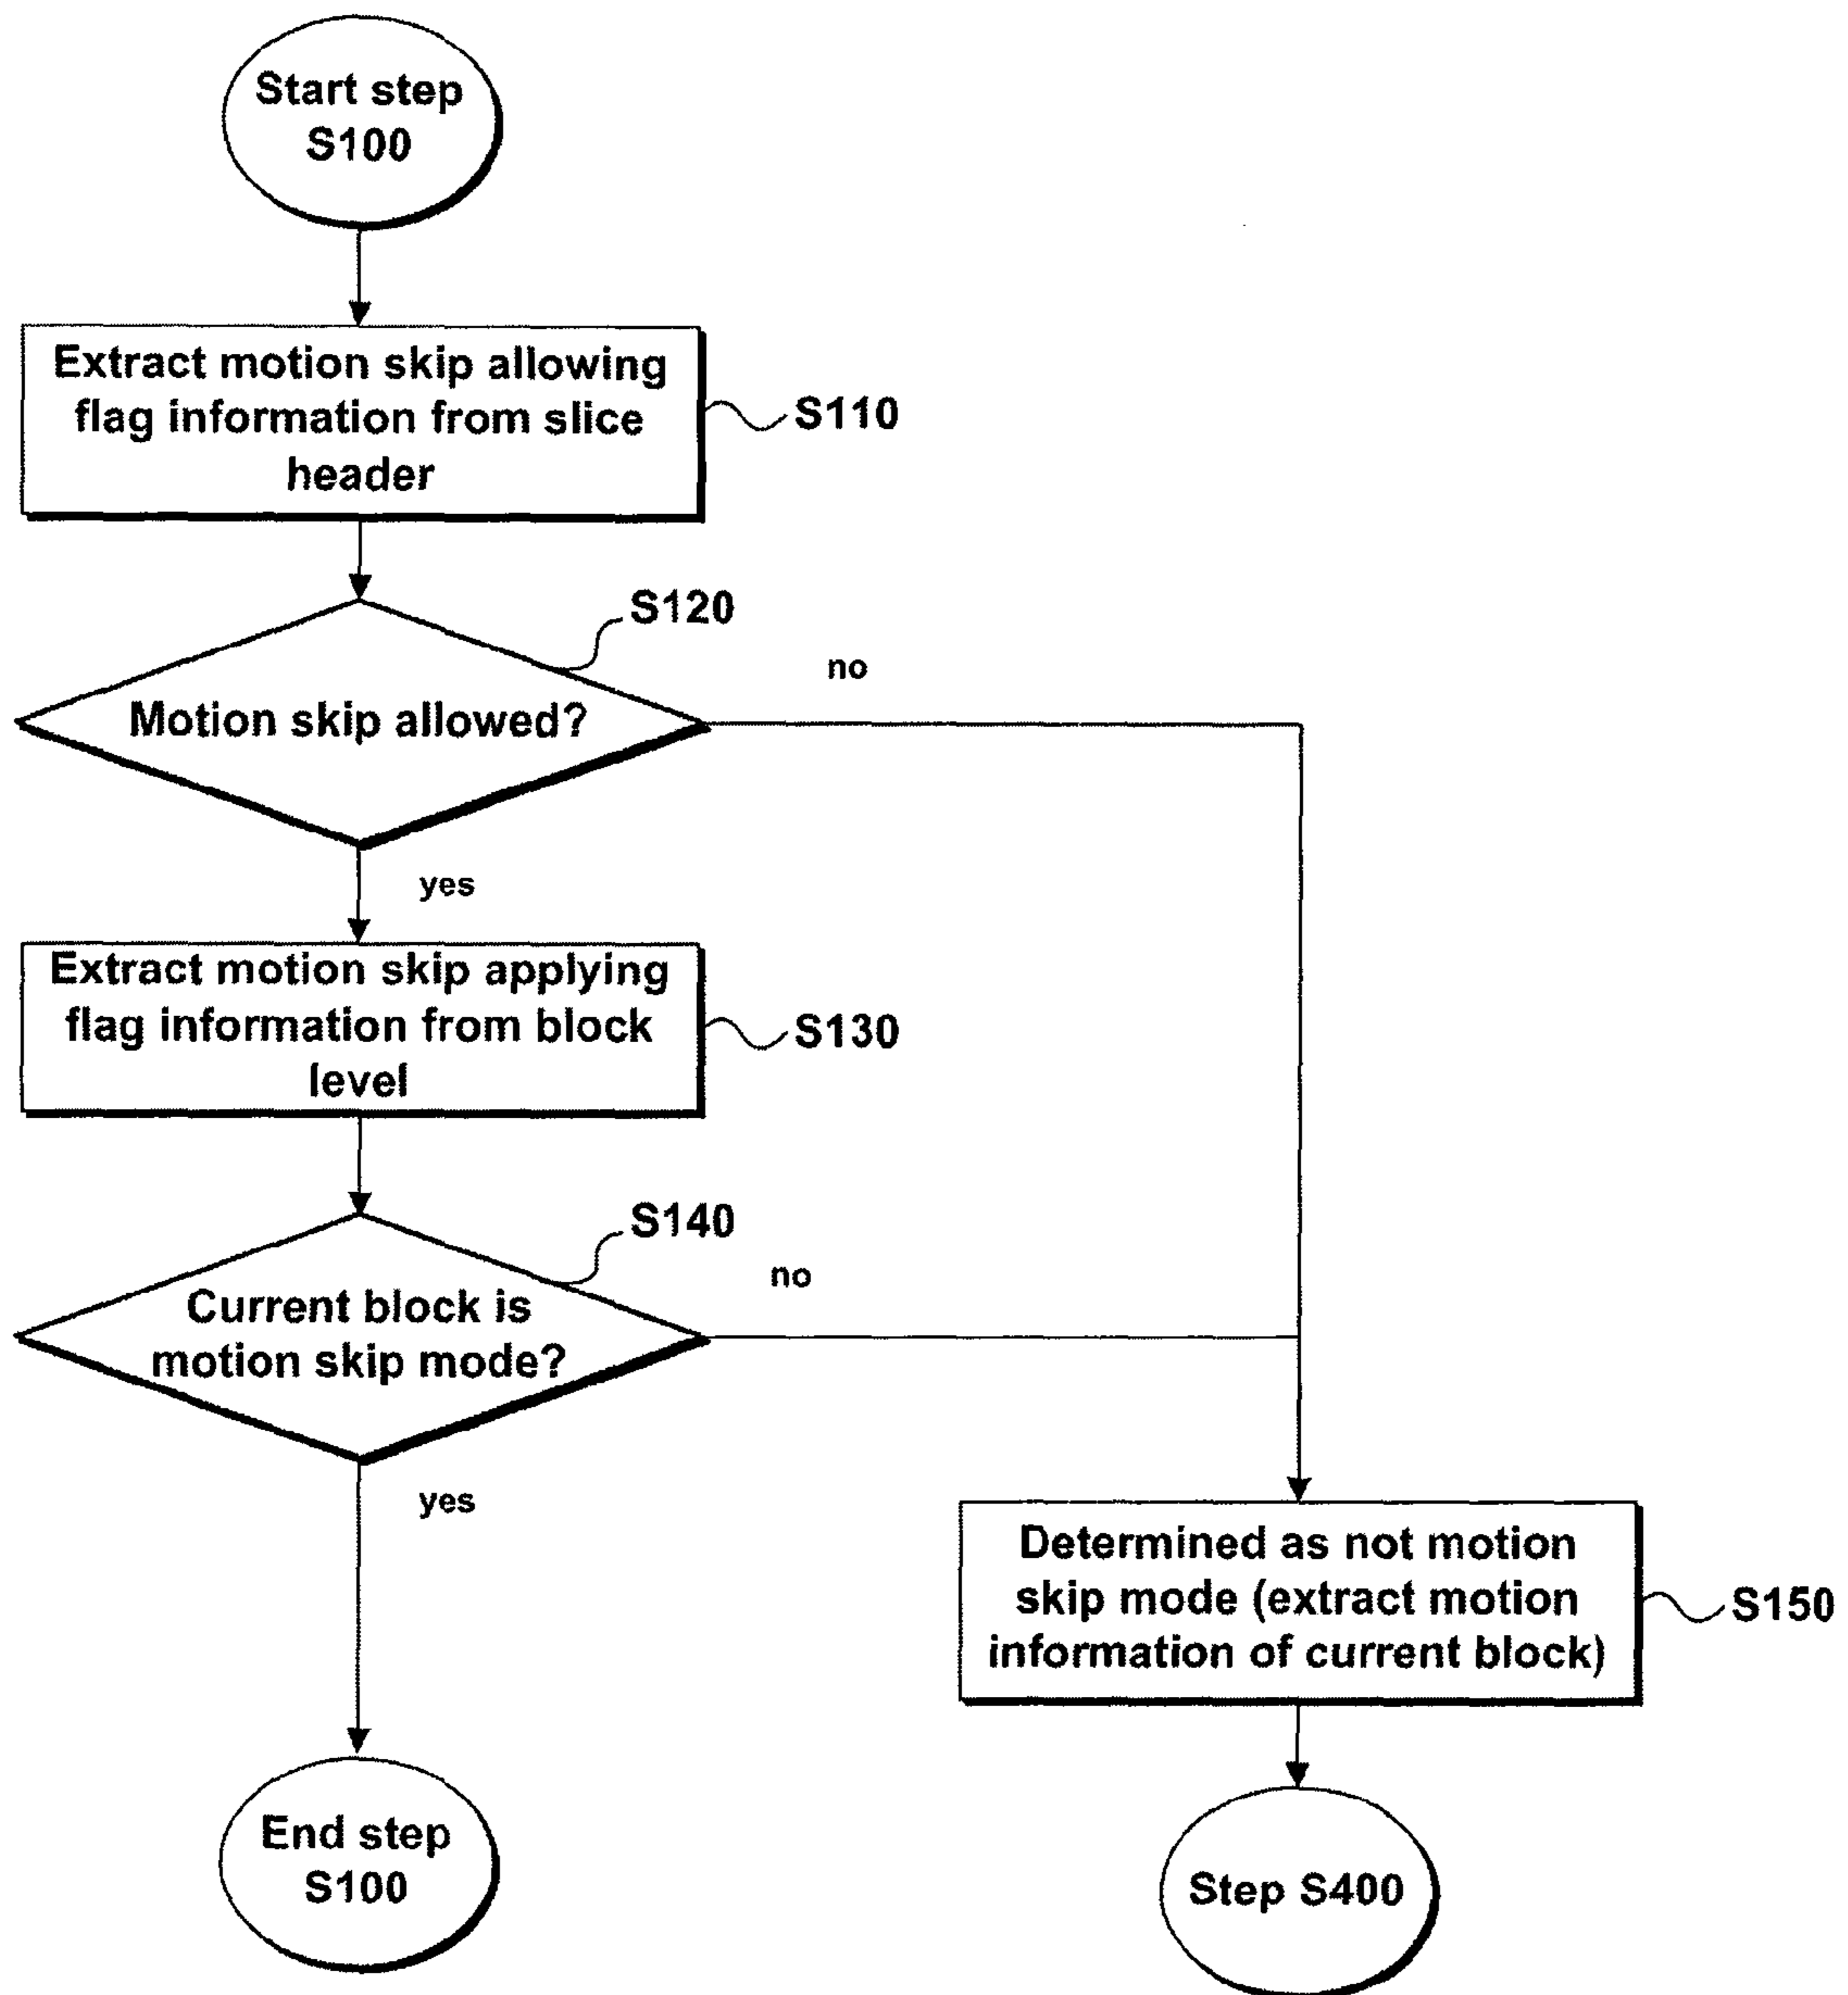 Start step
S100
Extract motion skip allowing
flag information from slice
header
S110
S120
no
Motion skip allowed?
yes
Extract motion skip applying
flag information from block
level
S130
S140
no
Current block is
motion skip mode?
yes
Determined as not motion
skip mode (extract motion
information of current block)
S150
End step
S100
Step S400